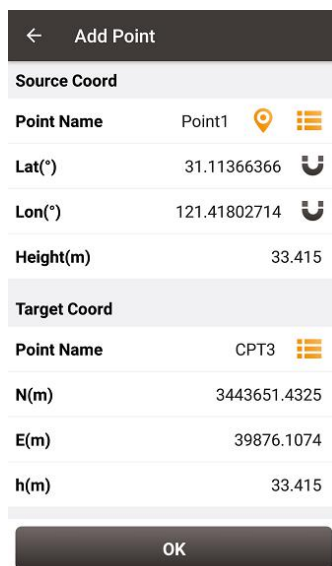 Add Point
Source Coord
Point Name Point1
Lat(°) 31.11366366
Lon(°) 121.41802714
Height(m) 33.415
Target Coord
Point Name CPT3
N(m) 3443651.4325
E(m) 39876.1074
h(m) 33.415
OK